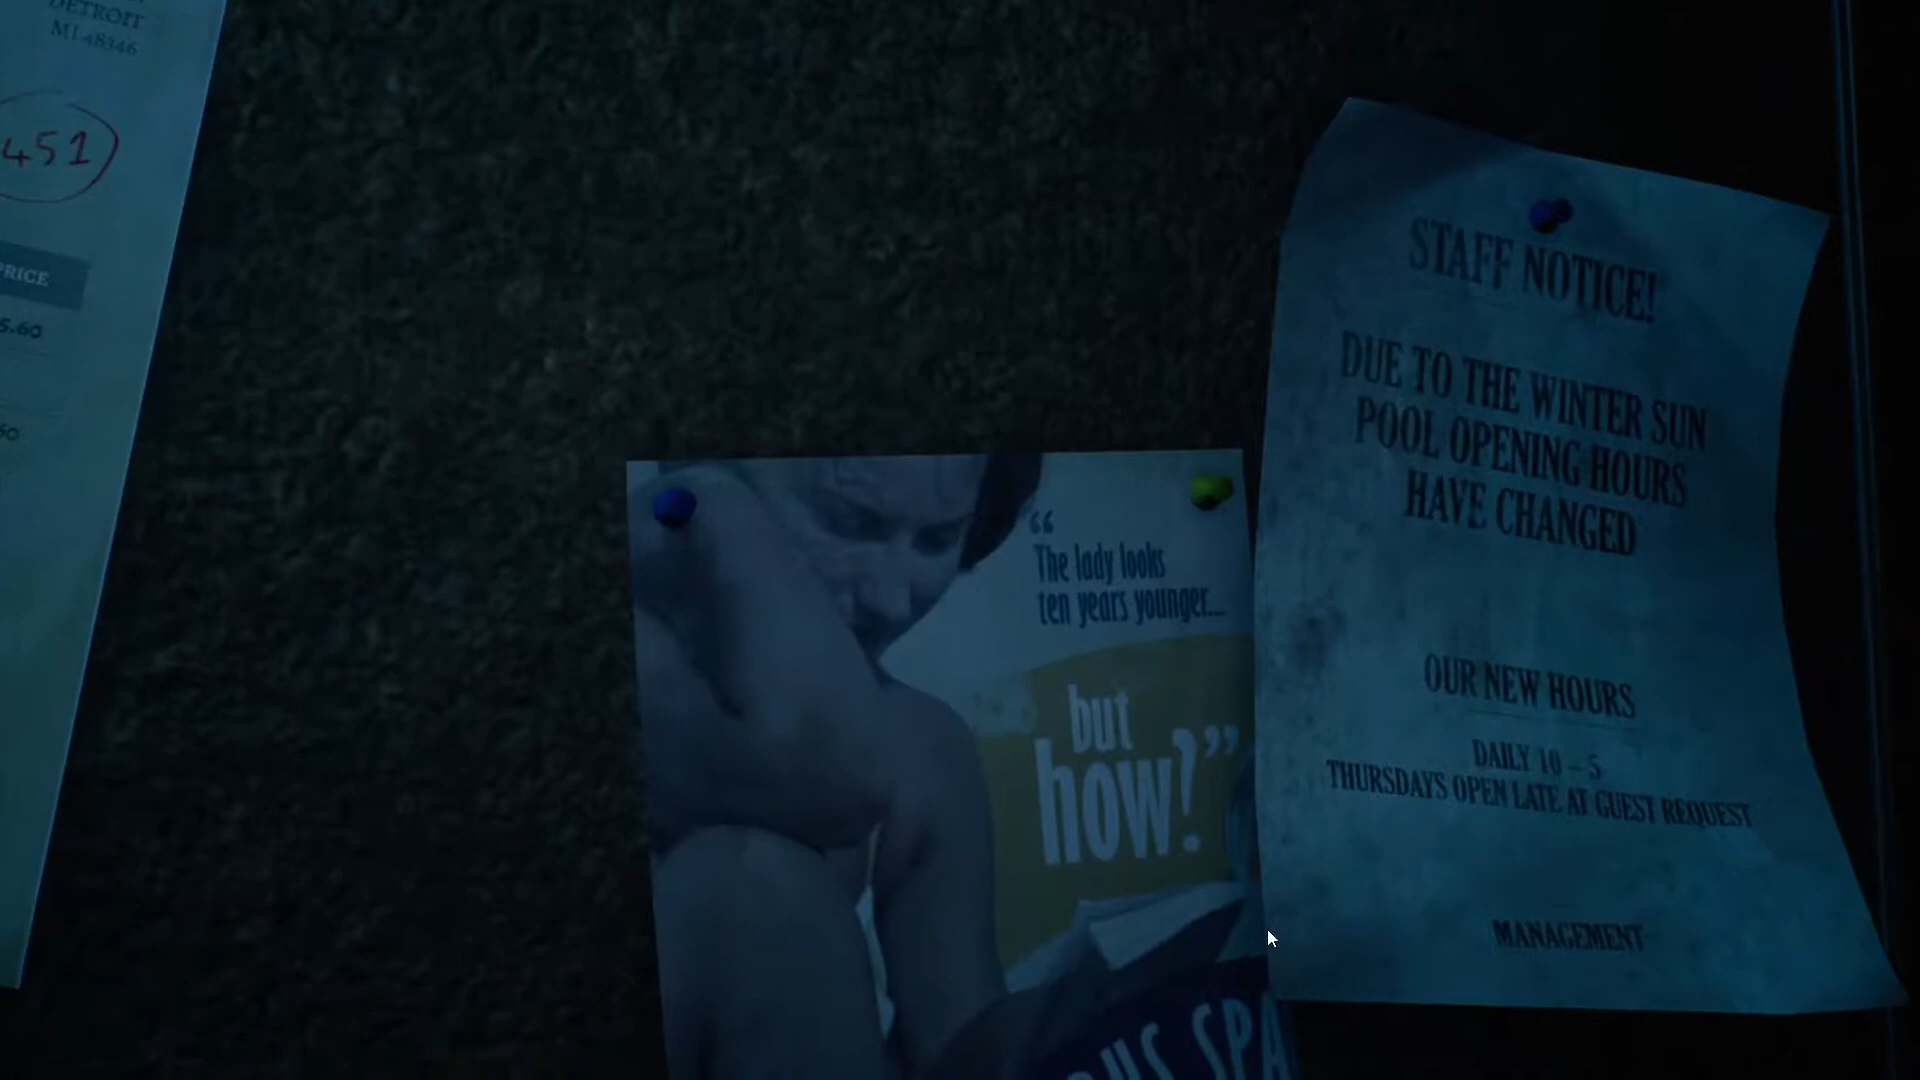 DETROIT
MI 48346
451
PRICE
5.60
STAFF NOTICE!
DUE TO THE WINTER SUN
POOL OPENING HOURS
HAVE CHANGED
OUR NEW HOURS
DAILY 10 – 5
THURSDAYS OPEN LATE AT GUEST REQUEST
MANAGEMENT
“
The lady looks
ten years younger...
but
how?”
SPA